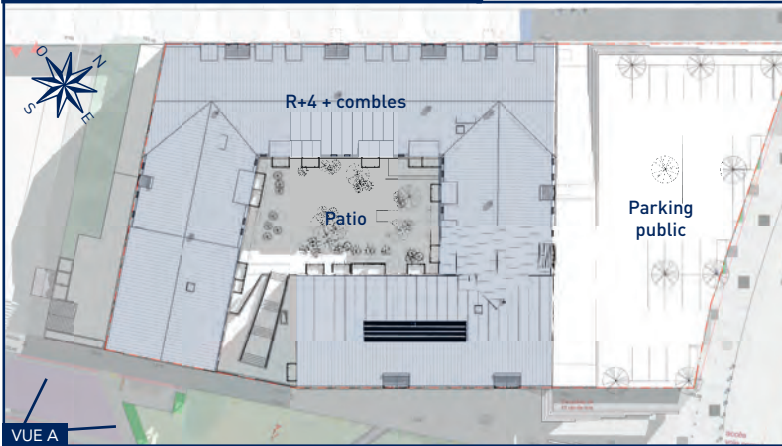 N
O
S
E
R+4 + combles
Patio
Parking
public
VUE A